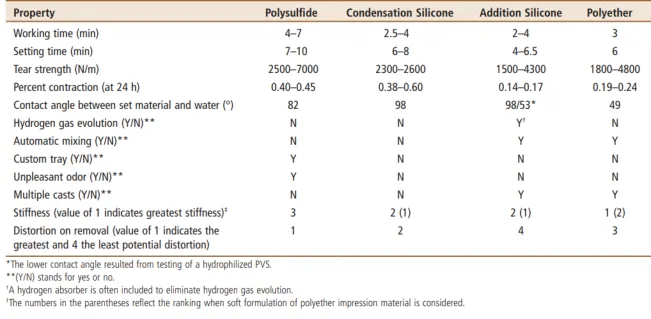 Property Polysulfide Condensation Silicone Addition Silicone Polyether
Working time (min) 4–7 2.5–4 2–4 3
Setting time (min) 7–10 6–8 4–6.5 6
Tear strength (N/m) 2500–7000 2300–2600 1500–4300 1800–4800
Percent contraction (at 24 h) 0.40–0.45 0.38–0.60 0.14–0.17 0.19–0.24
Contact angle between set material and water (°) 82 98 98/53* 49
Hydrogen gas evolution (Y/N)** N N Y† N
Automatic mixing (Y/N)** N N Y Y
Custom tray (Y/N)** Y N N N
Unpleasant odor (Y/N)** Y N N N
Multiple casts (Y/N)** N N Y Y
Stiffness (value of 1 indicates greatest stiffness)‡ 3 2 (1) 2 (1) 1 (2)
Distortion on removal (value of 1 indicates the 1 2 4 3
greatest and 4 the least potential distortion)
*The lower contact angle resulted from testing of a hydrophilized PVS.
**(Y/N) stands for yes or no.
†A hydrogen absorber is often included to eliminate hydrogen gas evolution.
‡The numbers in the parentheses reflect the ranking when soft formulation of polyether impression material is considered.